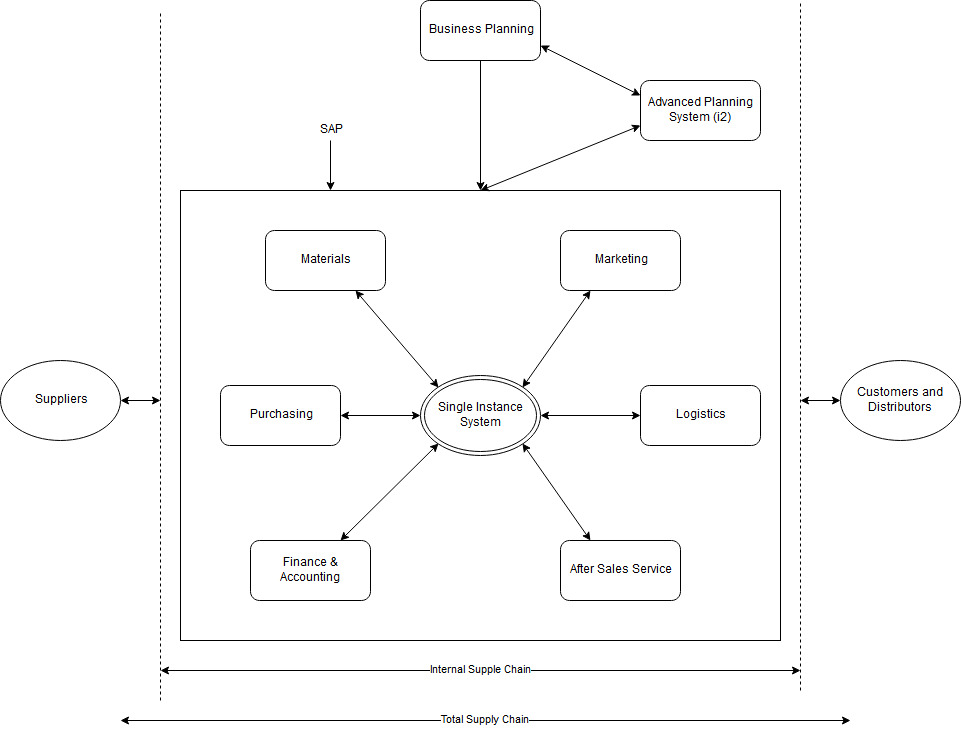 Business Planning
Advanced Planning
System (i2)
SAP
Materials
Marketing
Suppliers
Purchasing
Single Instance
System
Logistics
Customers and
Distributors
Finance &
Accounting
After Sales Service
Internal Supple Chain
Total Supply Chain